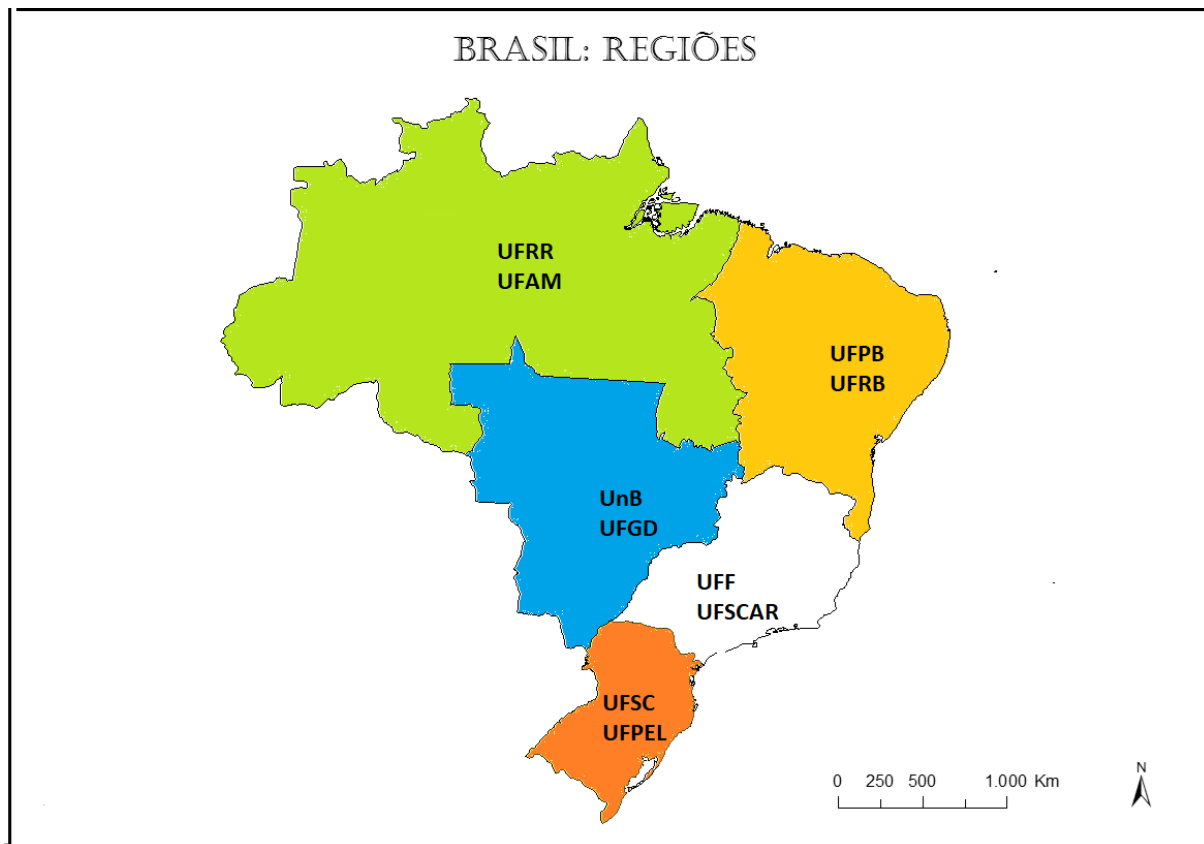 BRASIL: REGIÕES
UFRR
UFAM
UFPB
UFRB
UnB
UFGD
UFF
UFSCAR
UFSC
UFPEL
N
0 250 500 1.000 Km